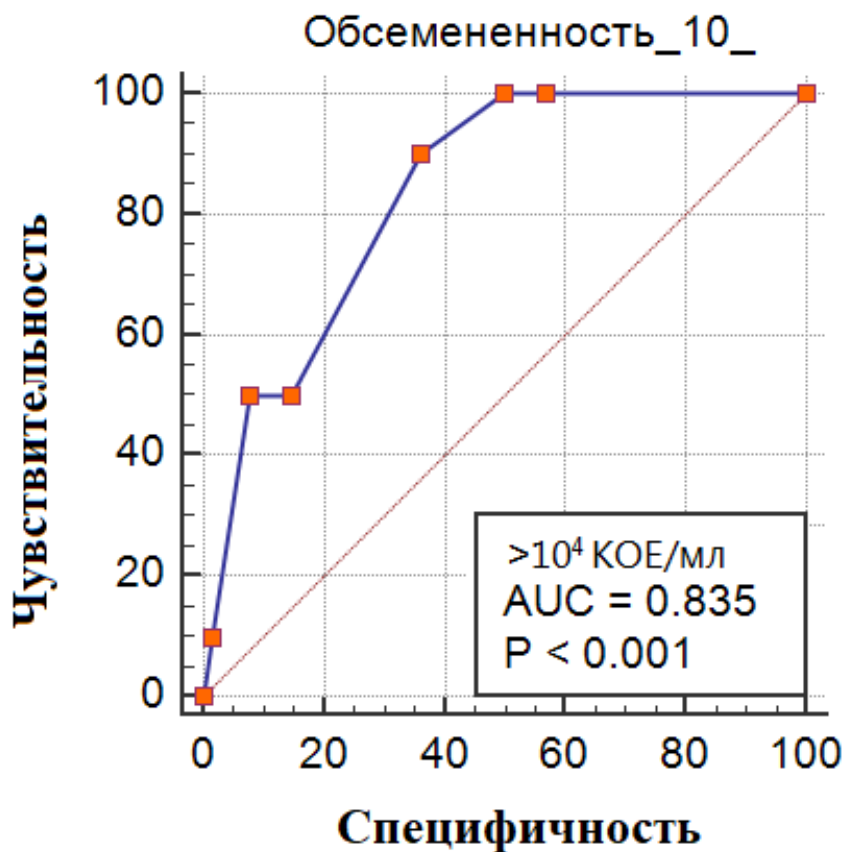 Обсемененность_10_
Чувствительность
100
80
60
40
20
0
>10⁴ КОЕ/мл
AUC = 0.835
P < 0.001
0 20 40 60 80 100
Специфичность